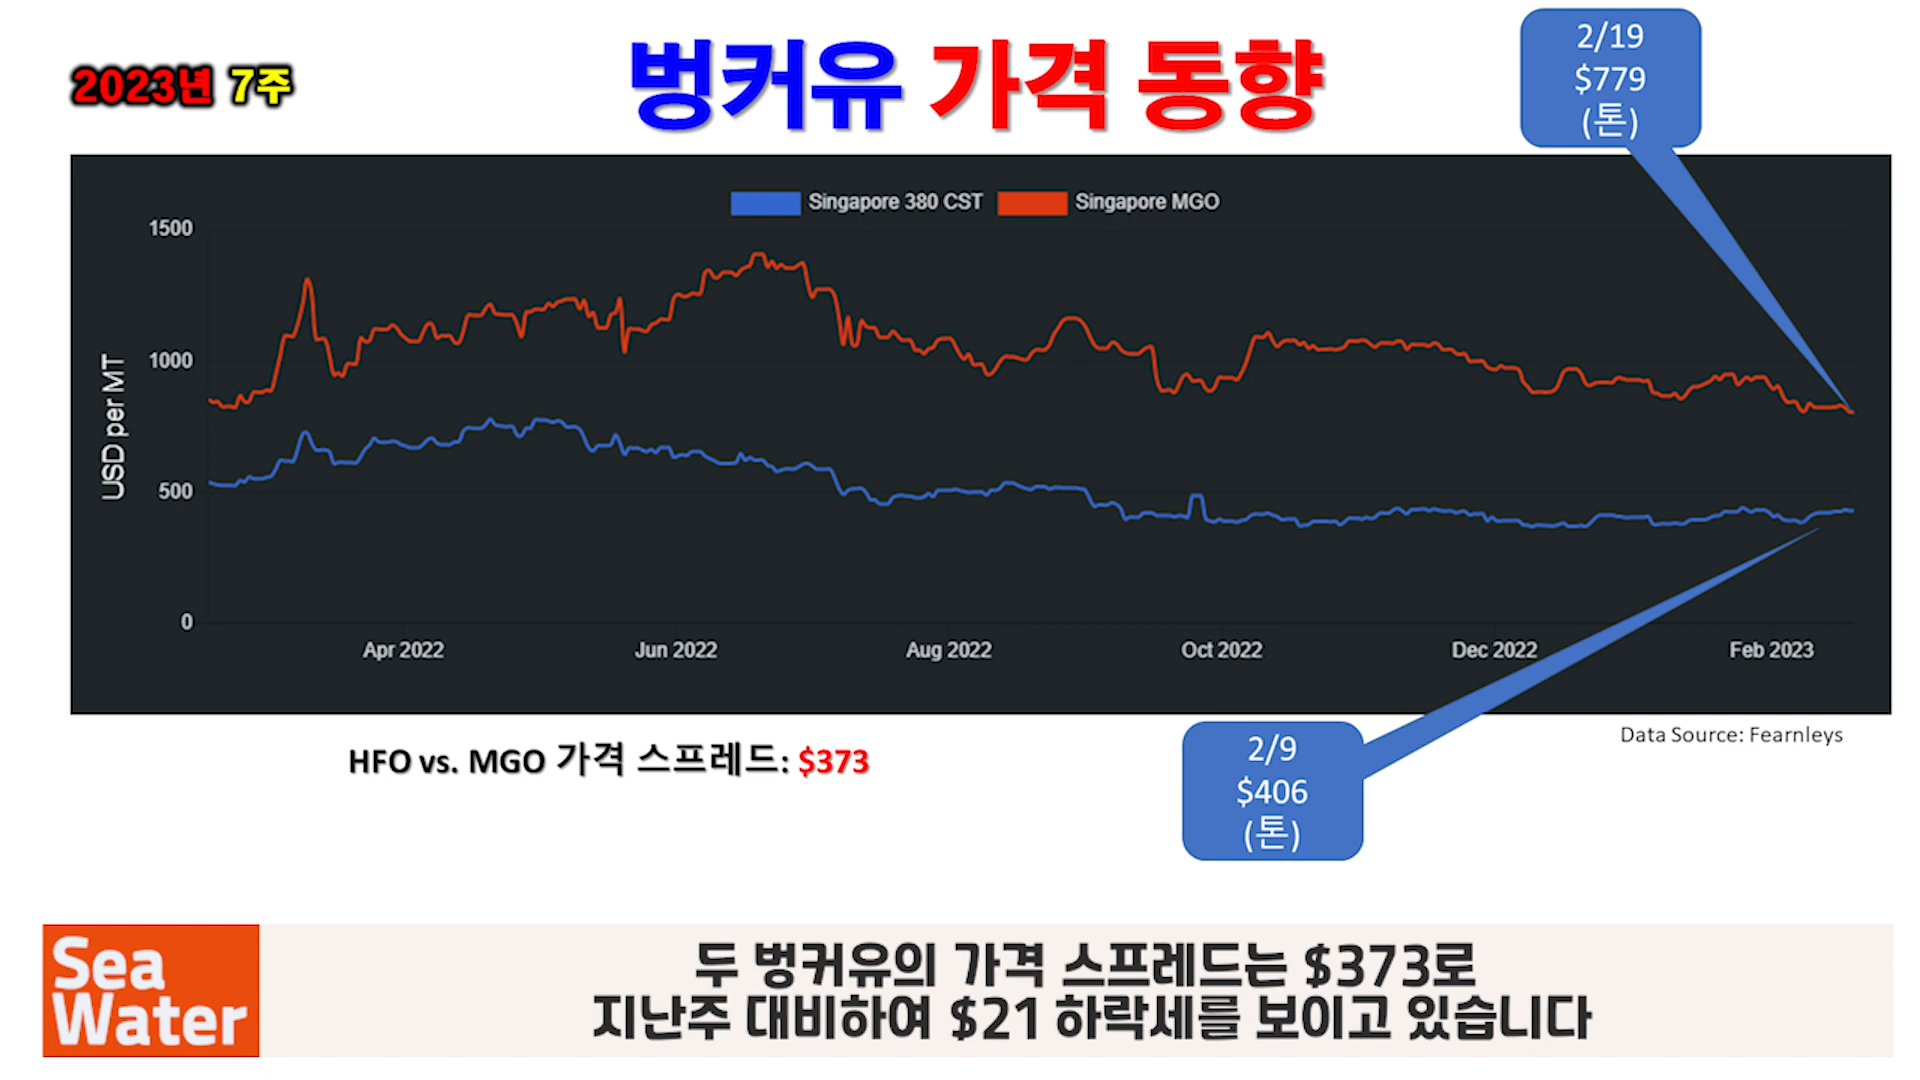 2023년 7주
벙커유 가격 동향
2/19
$779
(톤)
Singapore 380 CST
Singapore MGO
USD per MT
1500
1000
500
0
Apr 2022
Jun 2022
Aug 2022
Oct 2022
Dec 2022
Feb 2023
Data Source: Fearnleys
HFO vs. MGO 가격 스프레드: $373
2/9
$406
(톤)
Sea
Water
두 벙커유의 가격 스프레드는 $373로
지난주 대비하여 $21 하락세를 보이고 있습니다